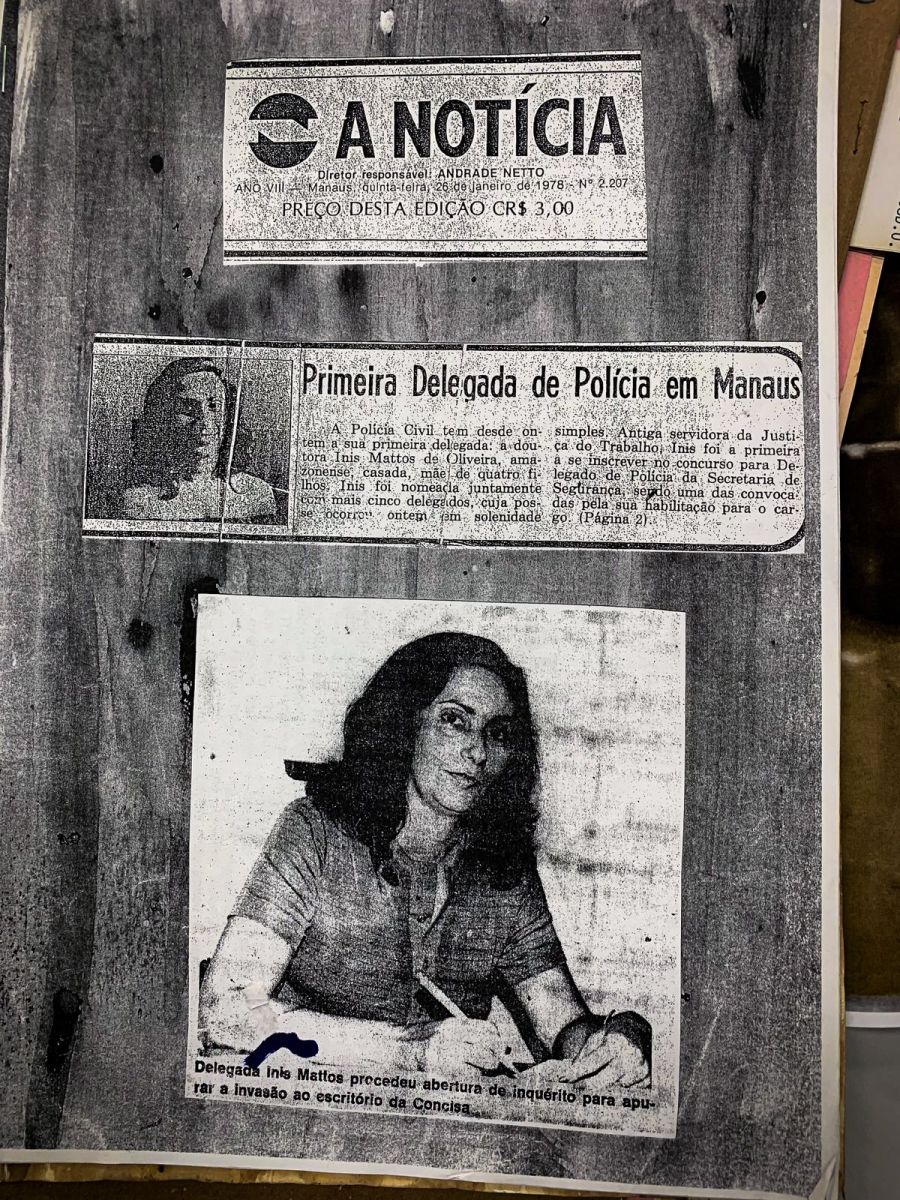 A NOTÍCIA
Diretor responsável: ANDRADE NETTO
ANO VIII — Manaus, quinta-feira, 26 de janeiro de 1978 - Nº 2.207
PREÇO DESTA EDIÇÃO CR$ 3,00
Primeira Delegada de Polícia em Manaus
A Polícia Civil tem desde on-
tem a sua primeira delegada: a dou-
tora Inis Mattos de Oliveira, ama-
zonense, casada, mãe de quatro fi-
lhos. Inis foi nomeada juntamente
com mais cinco delegados, cuja pos-
se ocorreu ontem em solenidade
simples. Antiga servidora da Justi-
ça do Trabalho, Inis foi a primeira
a se inscrever no concurso para De-
legado de Polícia da Secretaria de
Segurança, sendo uma das convoca-
das pela sua habilitação para o car-
go. (Página 2).
Delegada Inis Mattos procedeu abertura de inquérito para apu-
rar a invasão ao escritório da Concisa